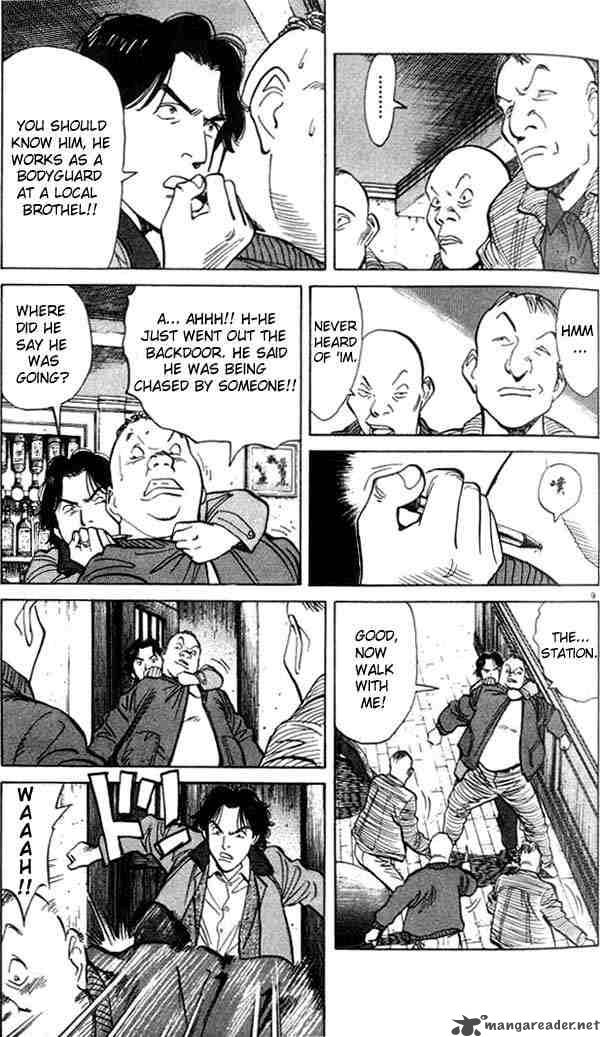 .......
YOU SHOULD
KNOW HIM, HE
WORKS AS A
BODYGUARD
AT A LOCAL
BROTHEL!!
HMM
...
NEVER
HEARD
OF 'IM.
A... AHHH!! H-HE
JUST WENT OUT THE
BACKDOOR. HE SAID
HE WAS BEING
CHASED BY SOMEONE!!
WHERE
DID HE
SAY HE
WAS
GOING?
9
THE...
STATION.
GOOD,
NOW
WALK
WITH
ME!
WAAAH!!
mangareader.net